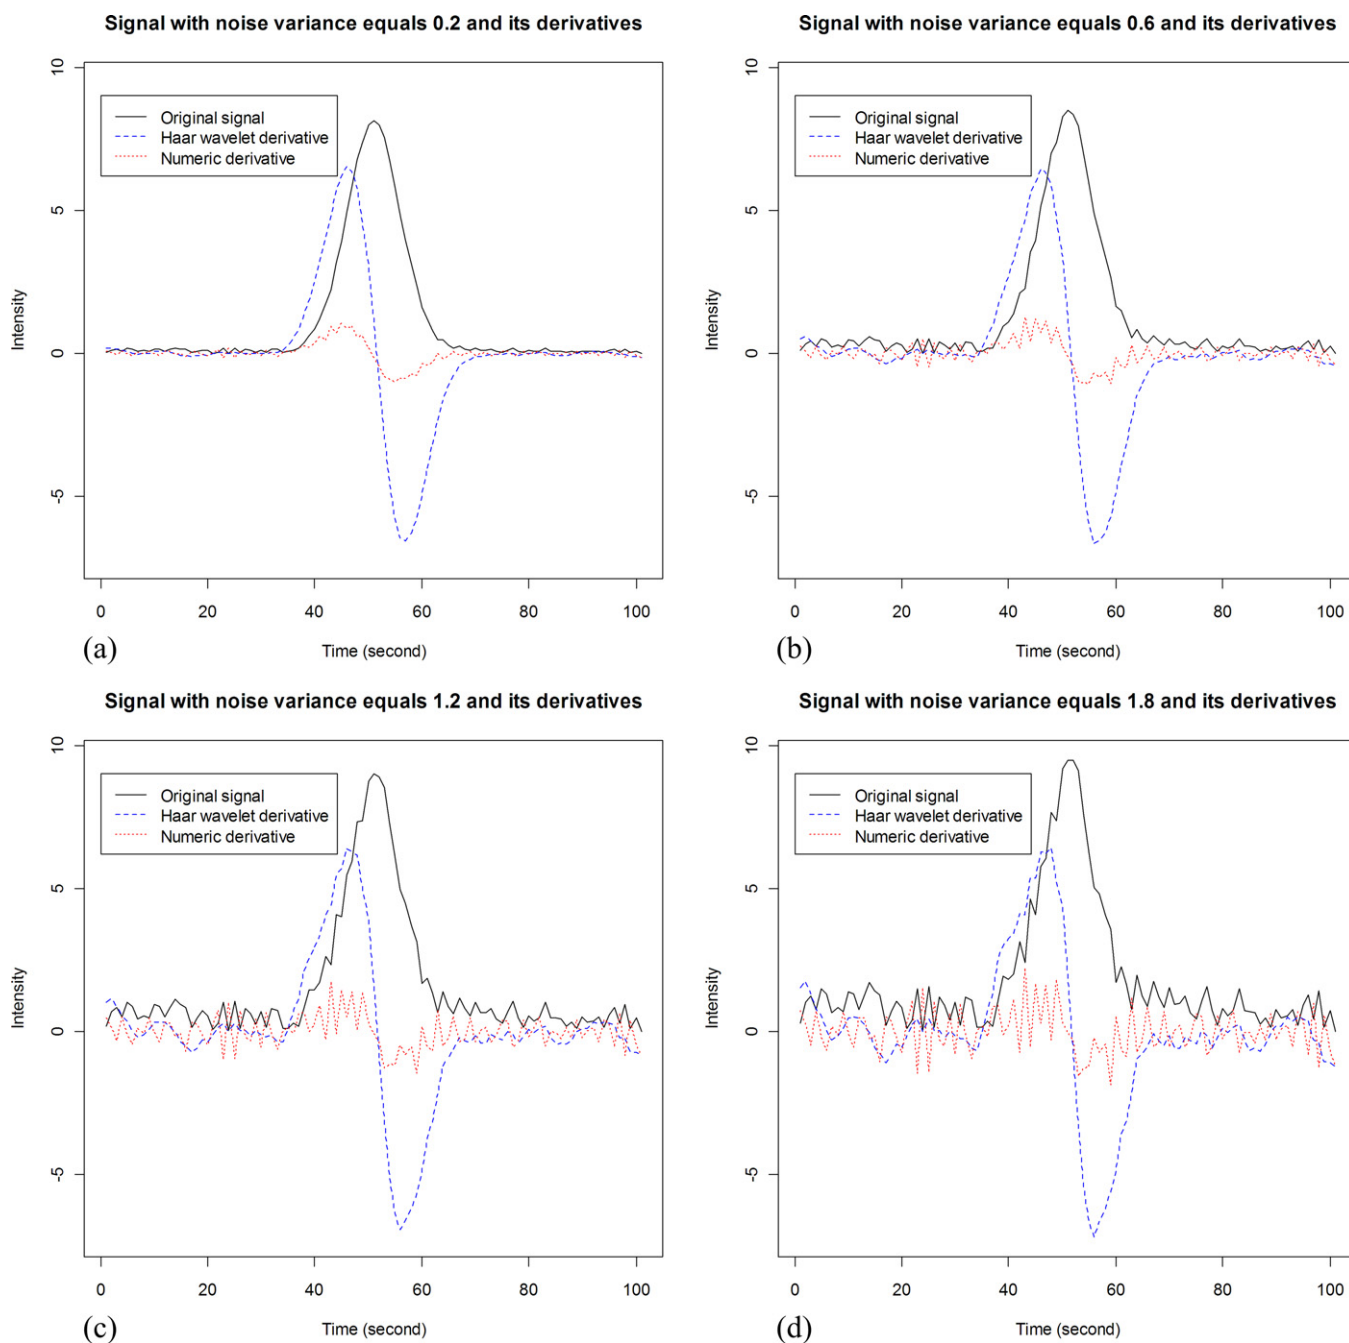 Signal with noise variance equals 0.2 and its derivatives
10
5
0
-5
Intensity
Original signal
Haar wavelet derivative
Numeric derivative
0 20 40 60 80 100
Time (second)
(a)
Signal with noise variance equals 0.6 and its derivatives
10
5
0
-5
Intensity
Original signal
Haar wavelet derivative
Numeric derivative
0 20 40 60 80 100
Time (second)
(b)
Signal with noise variance equals 1.2 and its derivatives
10
5
0
-5
Intensity
Original signal
Haar wavelet derivative
Numeric derivative
0 20 40 60 80 100
Time (second)
(c)
Signal with noise variance equals 1.8 and its derivatives
10
5
0
-5
Intensity
Original signal
Haar wavelet derivative
Numeric derivative
0 20 40 60 80 100
Time (second)
(d)